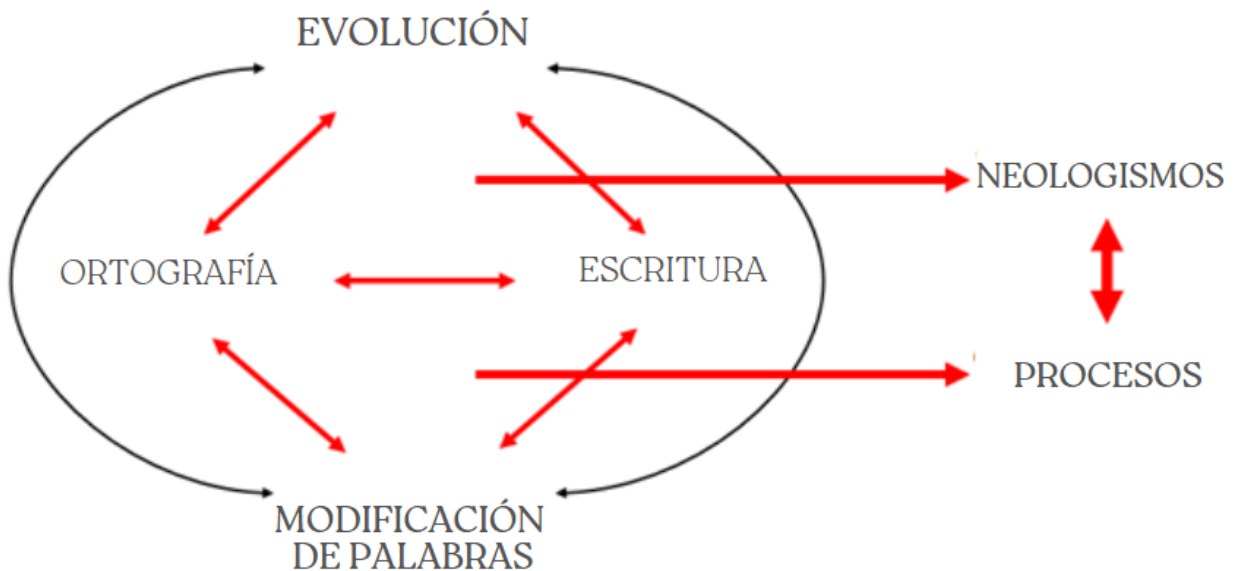 EVOLUCIÓN
NEOLOGISMOS
ORTOGRAFÍA
ESCRITURA
PROCESOS
MODIFICACIÓN
DE PALABRAS